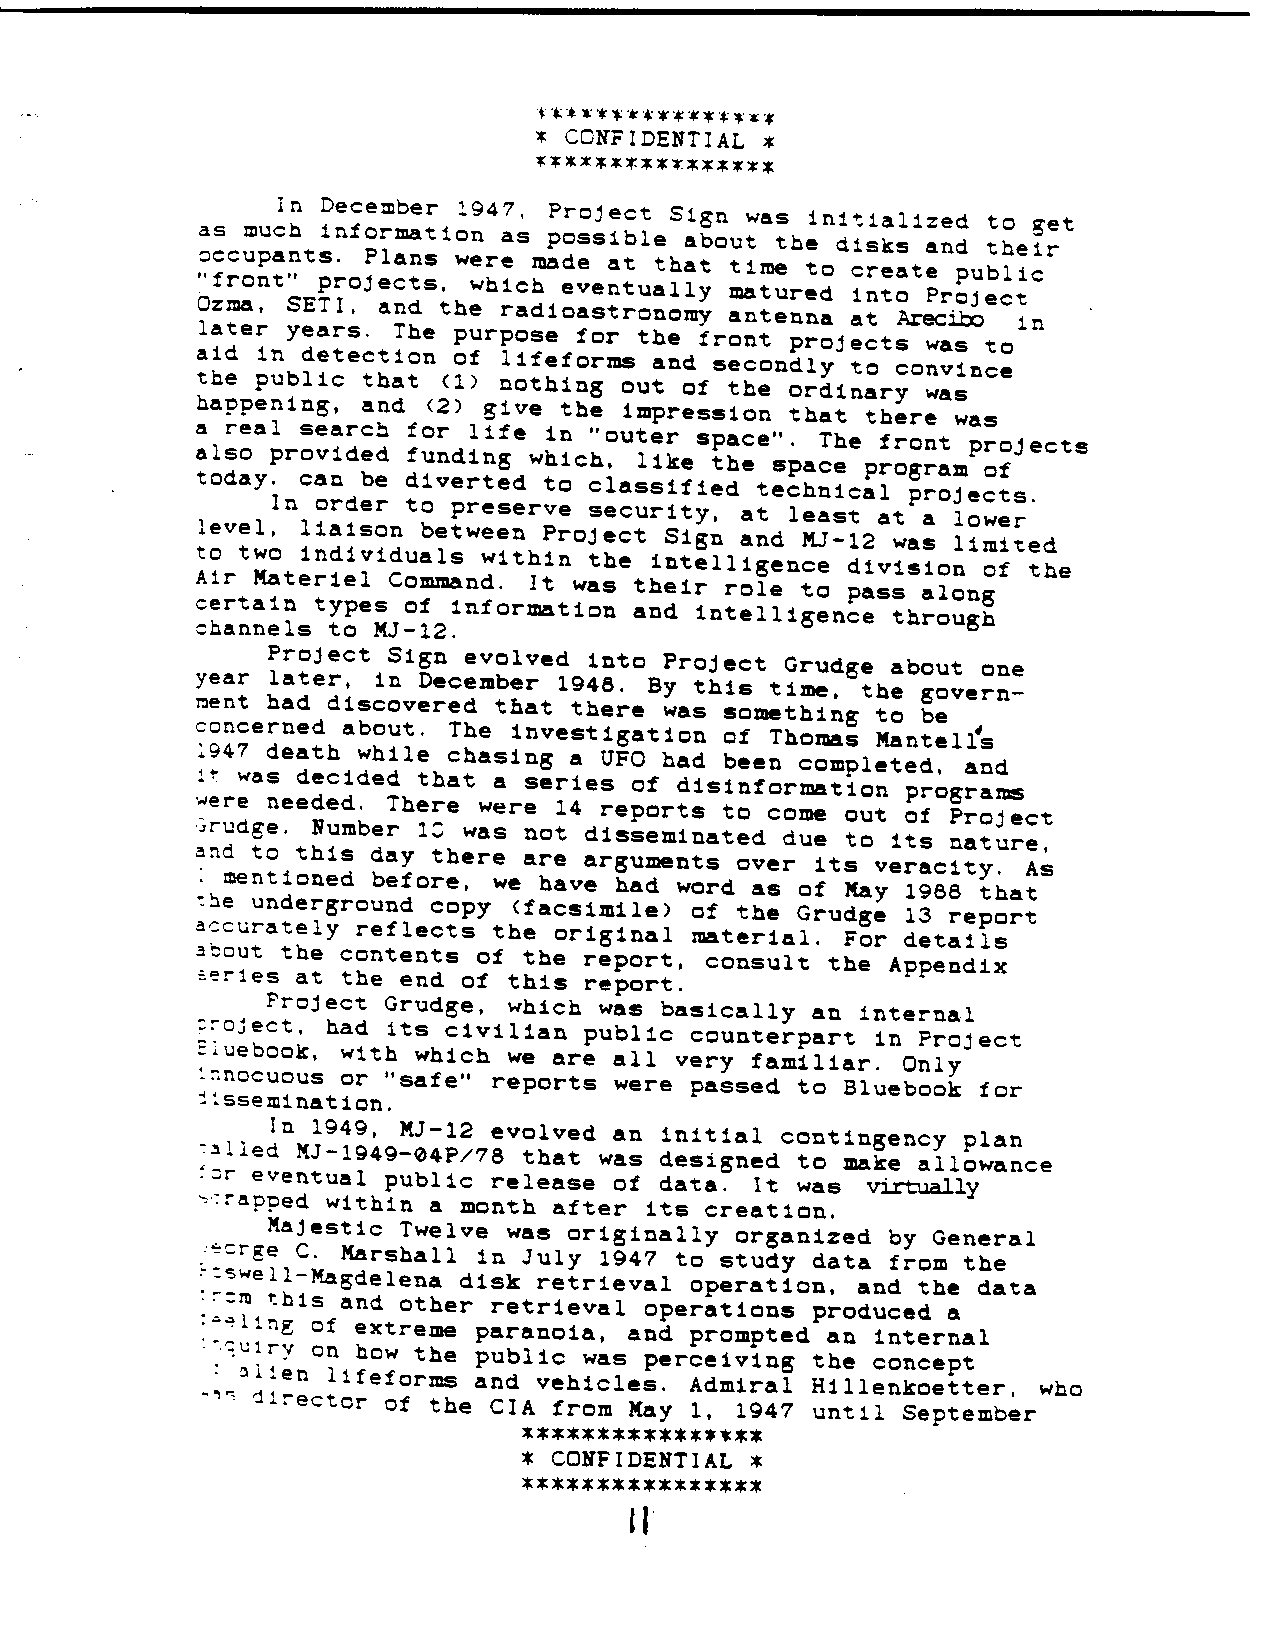 ****************
* CONFIDENTIAL *
****************
In December 1947, Project Sign was initialized to get
as much information as possible about the disks and their
occupants. Plans were made at that time to create public
"front" projects, which eventually matured into Project
Ozma, SETI, and the radioastronomy antenna at Arecibo in
later years. The purpose for the front projects was to
aid in detection of lifeforms and secondly to convince
the public that (1) nothing out of the ordinary was
happening, and (2) give the impression that there was
a real search for life in "outer space". The front projects
also provided funding which, like the space program of
today, can be diverted to classified technical projects.
In order to preserve security, at least at a lower
level, liaison between Project Sign and MJ-12 was limited
to two individuals within the intelligence division of the
Air Materiel Command. It was their role to pass along
certain types of information and intelligence through
channels to MJ-12.
Project Sign evolved into Project Grudge about one
year later, in December 1948. By this time, the govern-
ment had discovered that there was something to be
concerned about. The investigation of Thomas Mantell's
1947 death while chasing a UFO had been completed, and
it was decided that a series of disinformation programs
were needed. There were 14 reports to come out of Project
Grudge. Number 13 was not disseminated due to its nature,
and to this day there are arguments over its veracity. As
I mentioned before, we have had word as of May 1988 that
the underground copy (facsimile) of the Grudge 13 report
accurately reflects the original material. For details
about the contents of the report, consult the Appendix
series at the end of this report.
Project Grudge, which was basically an internal
project, had its civilian public counterpart in Project
Bluebook, with which we are all very familiar. Only
innocuous or "safe" reports were passed to Bluebook for
dissemination.
In 1949, MJ-12 evolved an initial contingency plan
called MJ-1949-04P/78 that was designed to make allowance
for eventual public release of data. It was virtually
scrapped within a month after its creation.
Majestic Twelve was originally organized by General
George C. Marshall in July 1947 to study data from the
Roswell-Magdelena disk retrieval operation, and the data
from this and other retrieval operations produced a
feeling of extreme paranoia, and prompted an internal
inquiry on how the public was perceiving the concept
of alien lifeforms and vehicles. Admiral Hillenkoetter, who
was director of the CIA from May 1, 1947 until September
****************
* CONFIDENTIAL *
****************
11